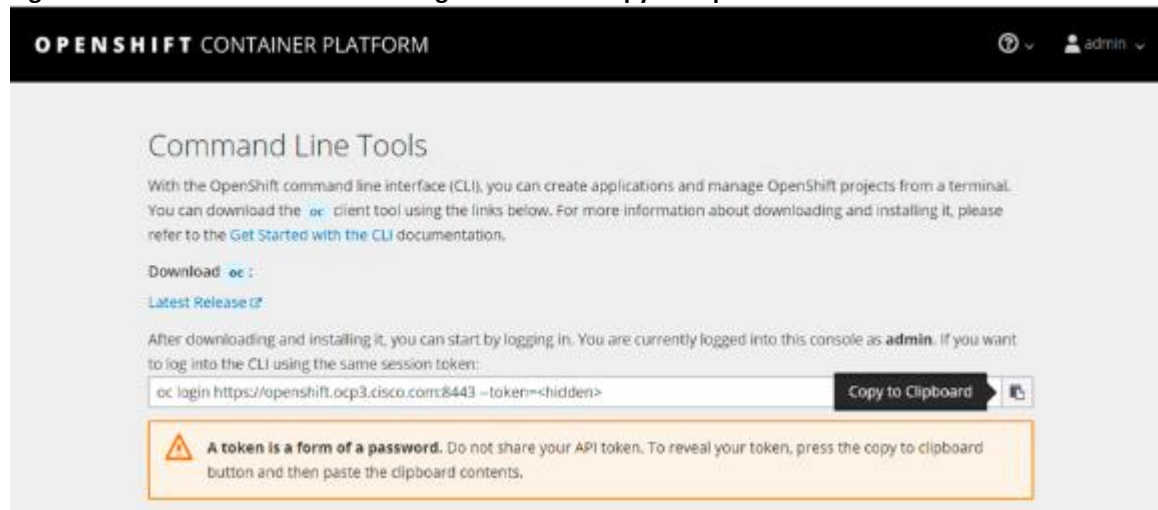 OPENSHIFT CONTAINER PLATFORM
admin
Command Line Tools
With the OpenShift command line interface (CLI), you can create applications and manage OpenShift projects from a terminal.
You can download the oc client tool using the links below. For more information about downloading and installing it, please
refer to the Get Started with the CLI documentation.
Download oc :
Latest Release
After downloading and installing it, you can start by logging in. You are currently logged into this console as admin. If you want
to log into the CLI using the same session token:
oc login https://openshift.ocp3.cisco.com:8443 --token=<hidden>
Copy to Clipboard
A token is a form of a password. Do not share your API token. To reveal your token, press the copy to clipboard
button and then paste the clipboard contents.